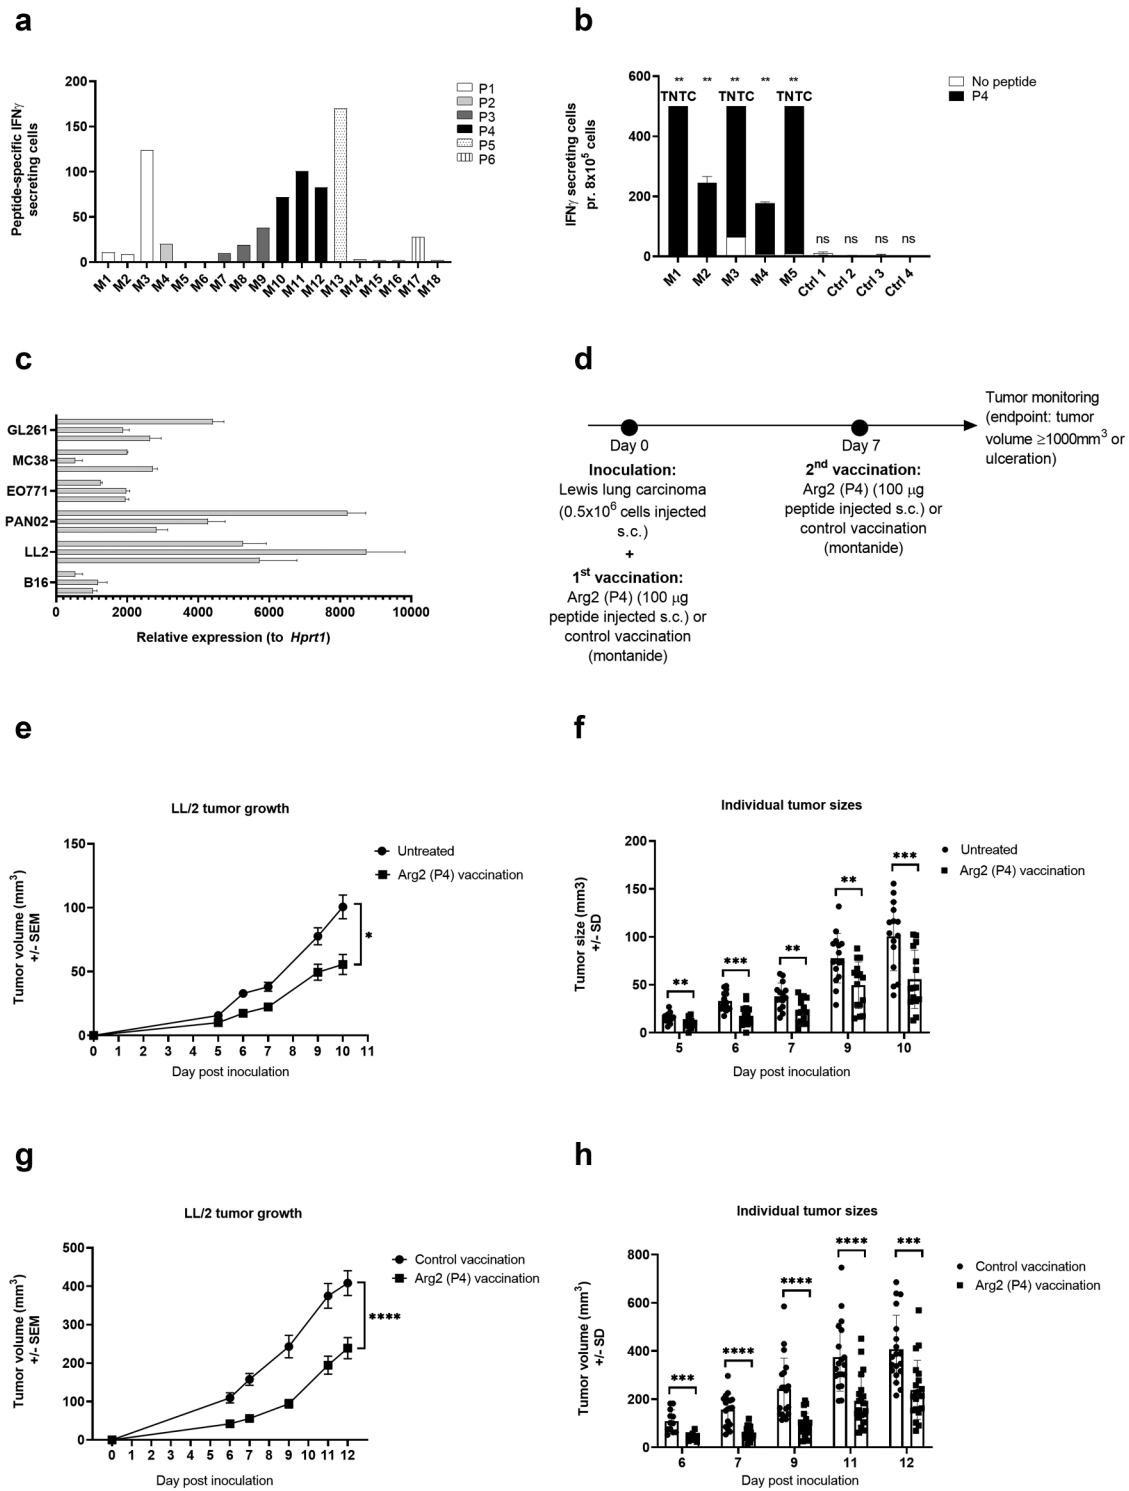 a
Peptide-specific IFNγ
secreting cells
200
150
100
50
0
M1
M2
M3
M4
M5
M6
M7
M8
M9
M10
M11
M12
M13
M14
M15
M16
M17
M18
P1
P2
P3
P4
P5
P6
b
IFNγ secreting cells
pr. 8x10⁵ cells
600
400
200
0
** ** ** ** **
TNTC TNTC TNTC
ns ns ns ns
M1
M2
M3
M4
M5
Ctrl 1
Ctrl 2
Ctrl 3
Ctrl 4
No peptide
P4
c
GL261
MC38
EO771
PAN02
LL2
B16
0 2000 4000 6000 8000 10000
Relative expression (to Hprt1)
d
Day 0
Inoculation:
Lewis lung carcinoma
(0.5x10⁶ cells injected
s.c.)
+
1st vaccination:
Arg2 (P4) (100 µg
peptide injected s.c.) or
control vaccination
(montanide)
Day 7
2nd vaccination:
Arg2 (P4) (100 µg
peptide injected s.c.) or
control vaccination
(montanide)
Tumor monitoring
(endpoint: tumor
volume ≥1000mm³ or
ulceration)
e
LL/2 tumor growth
Tumor volume (mm³)
+/- SEM
150
100
50
0
0 1 2 3 4 5 6 7 8 9 10 11
Day post inoculation
Untreated
Arg2 (P4) vaccination
*
f
Individual tumor sizes
Tumor size (mm3)
+/- SD
200
150
100
50
0
** *** ** ** ***
5 6 7 9 10
Day post inoculation
Untreated
Arg2 (P4) vaccination
g
LL/2 tumor growth
Tumor volume (mm³)
+/- SEM
500
400
300
200
100
0
0 1 2 3 4 5 6 7 8 9 10 11 12
Day post inoculation
Control vaccination
Arg2 (P4) vaccination
****
h
Individual tumor sizes
Tumor volume (mm³)
+/- SD
800
600
400
200
0
*** **** **** **** ***
6 7 9 11 12
Day post inoculation
Control vaccination
Arg2 (P4) vaccination